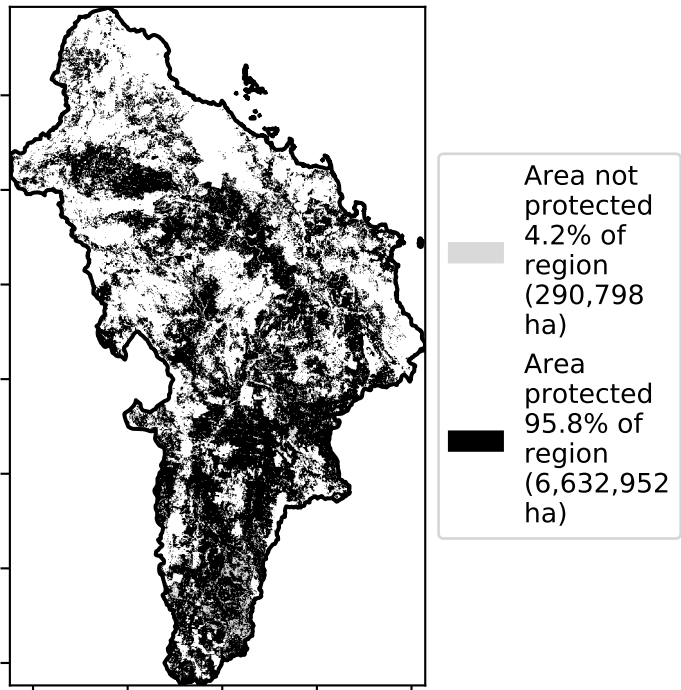 Area not
protected
4.2% of
region
(290,798
ha)
Area
protected
95.8% of
region
(6,632,952
ha)